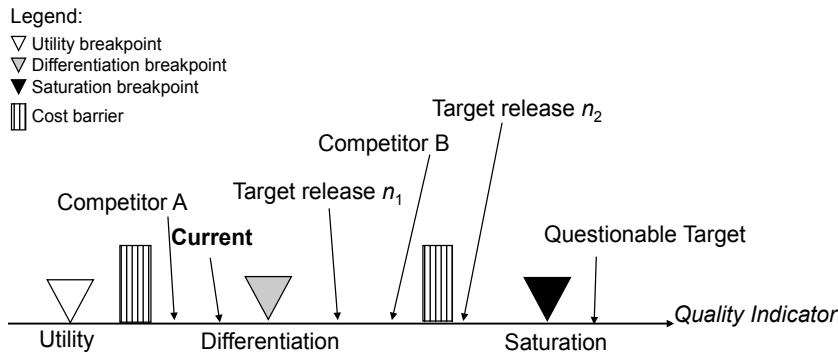 Legend:
Utility breakpoint
Differentiation breakpoint
Saturation breakpoint
Cost barrier
Target release n2
Competitor B
Target release n1
Competitor A
Current
Questionable Target
Quality Indicator
Utility
Differentiation
Saturation